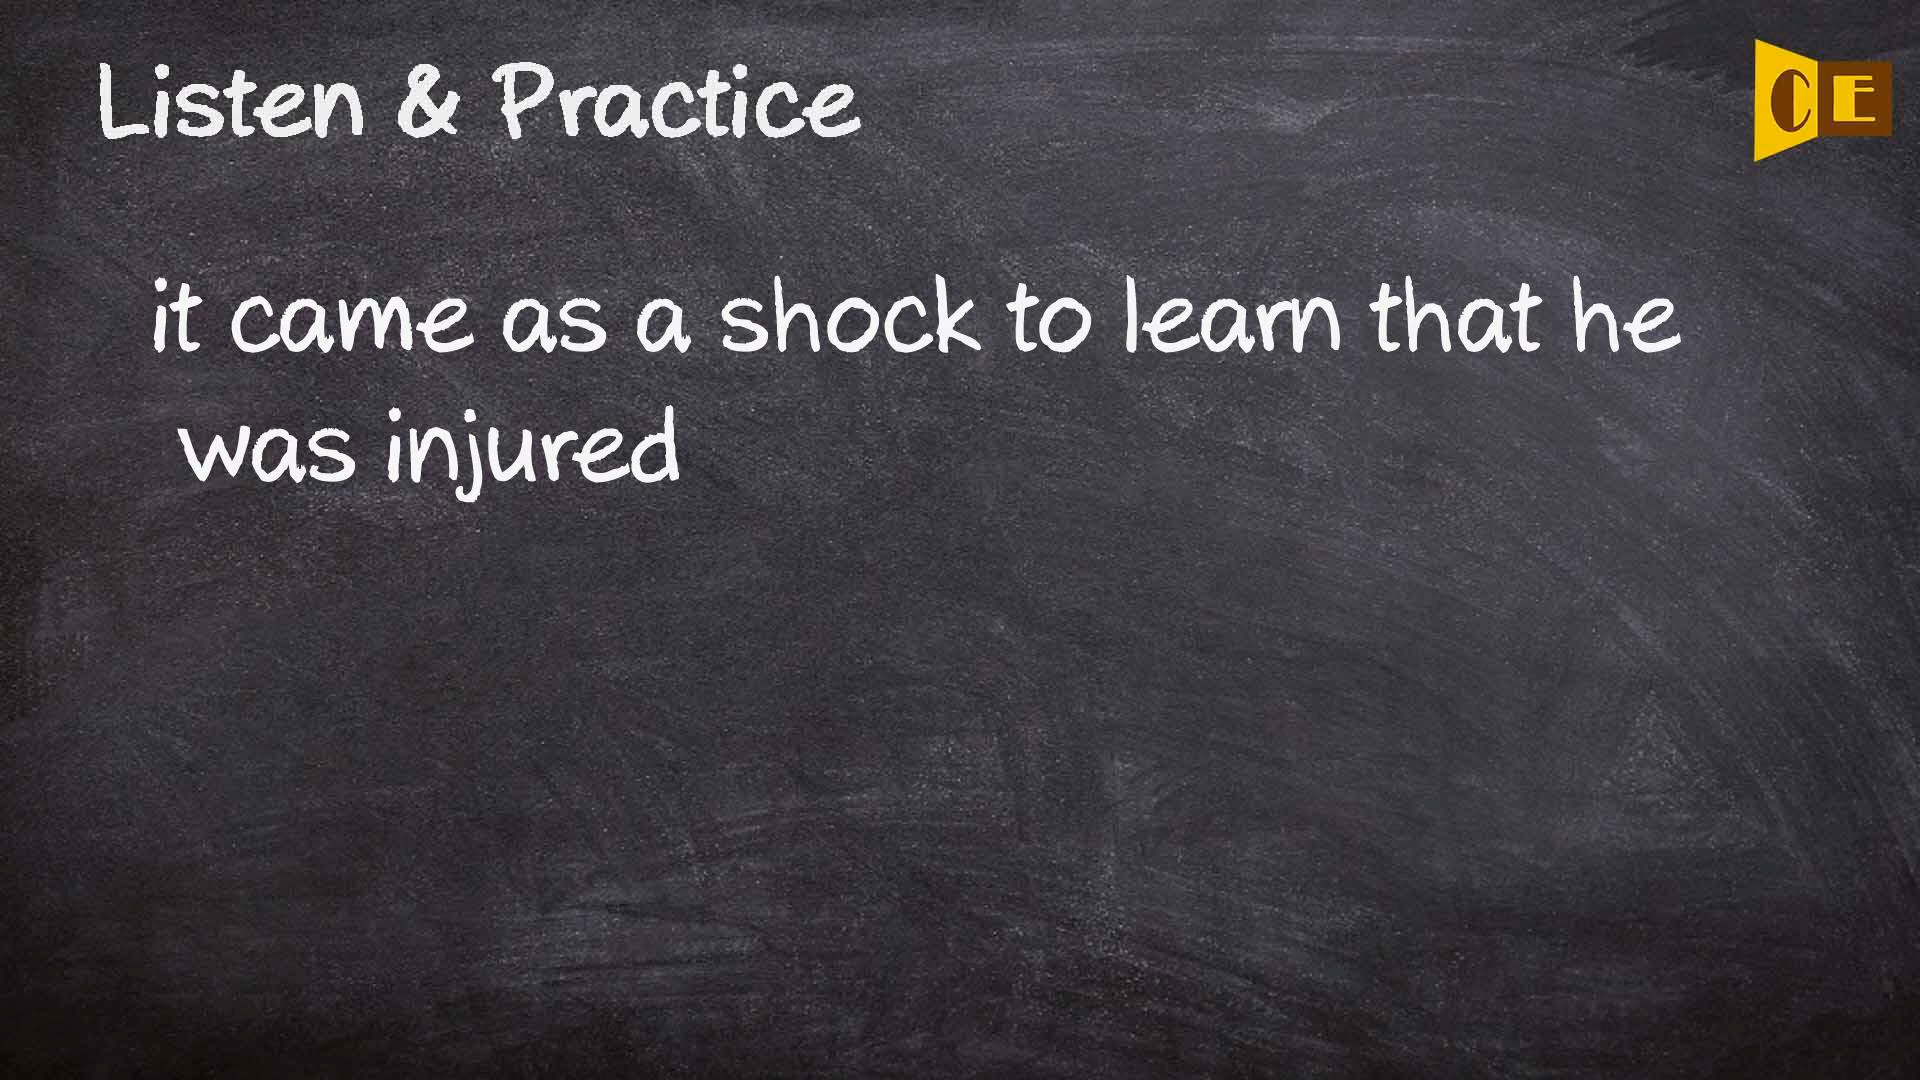 Listen & Practice
CE
it came as a shock to learn that he
was injured